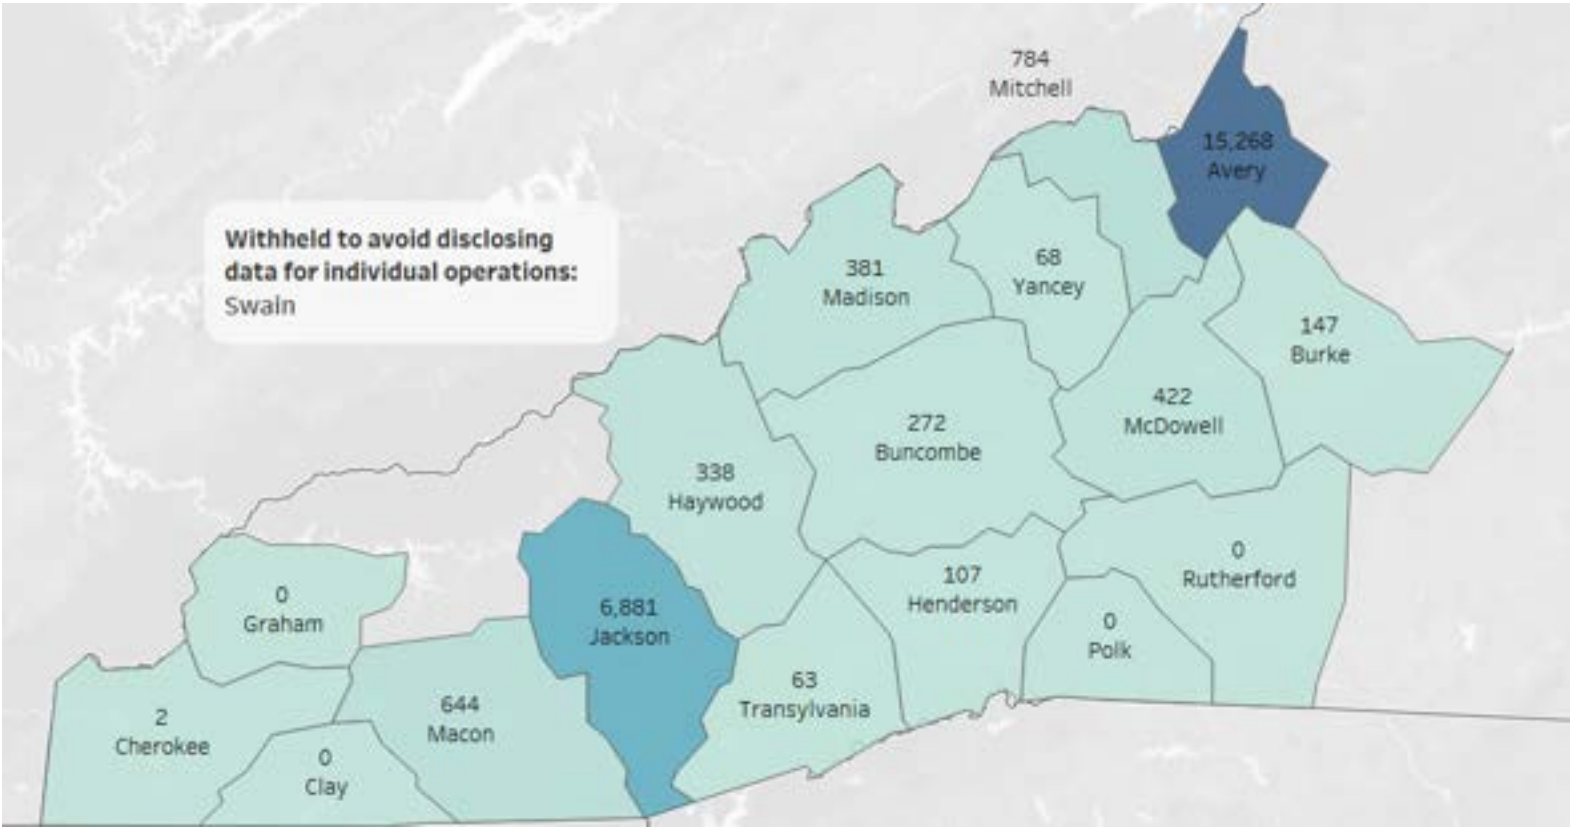 784
Mitchell
15,268
Avery
Withheld to avoid disclosing
data for individual operations:
Swain
381
Madison
68
Yancey
147
Burke
422
McDowell
272
Buncombe
338
Haywood
0
Graham
6,881
Jackson
107
Henderson
0
Rutherford
0
Polk
63
Transylvania
644
Macon
2
Cherokee
0
Clay